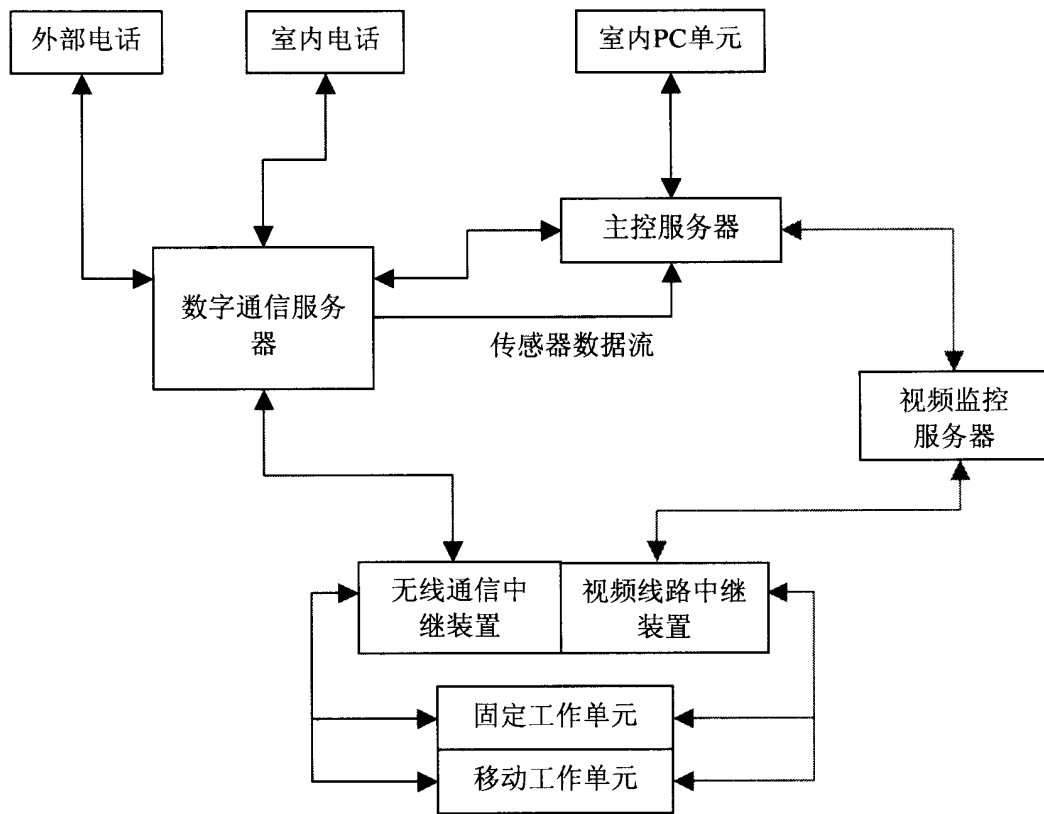 外部电话
室内电话
室内PC单元
主控服务器
数字通信服务
器
传感器数据流
视频监控
服务器
无线通信中
继装置
视频线路中继
装置
固定工作单元
移动工作单元